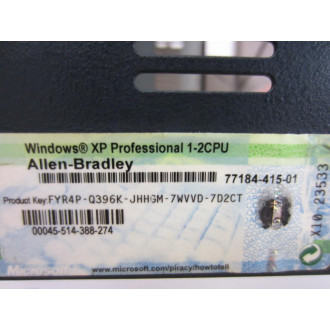 Windows® XP Professional 1-2CPU
Allen-Bradley
77184-415-01
Product Key: FYR4P-Q396K-JHHGM-7WVVD-7D2CT
00045-514-388-274
X10-23533
www.microsoft.com/piracy/howtotell